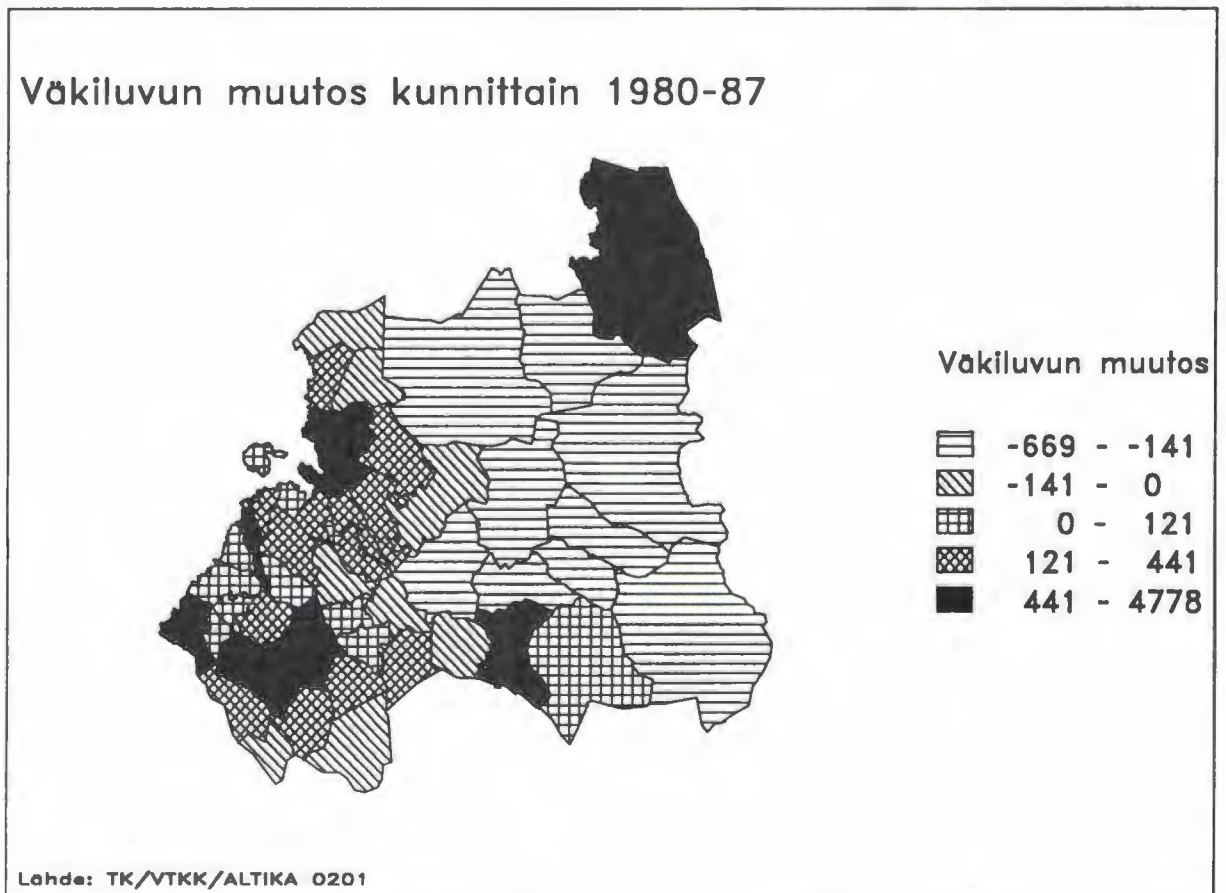 Väkiluvun muutos kunnittain 1980-87
Väkiluvun muutos
-669 - -141
-141 - 0
0 - 121
121 - 441
441 - 4778
Lähde: TK/VTKK/ALTIKA 0201